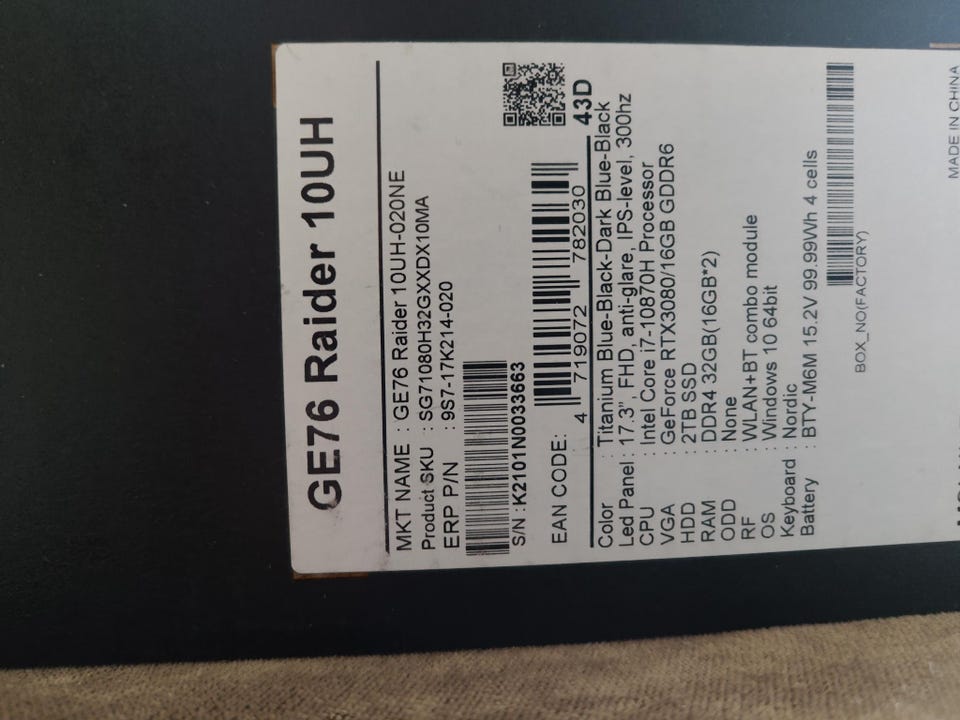 GE76 Raider 10UH
MKT NAME : GE76 Raider 10UH-020NE
Product SKU : SG71080H32GXXDX10MA
ERP P/N : 9S7-17K214-020
S/N :K2101N0033663
EAN CODE:
4 719072 782030
43D
Color : Titanium Blue-Black-Dark Blue-Black
Led Panel : 17.3", FHD, anti-glare, IPS-level, 300hz
CPU : Intel Core i7-10870H Processor
VGA : GeForce RTX3080/16GB GDDR6
HDD : 2TB SSD
RAM : DDR4 32GB(16GB*2)
ODD : None
RF : WLAN+BT combo module
OS : Windows 10 64bit
Keyboard : Nordic
Battery : BTY-M6M 15.2V 99.99Wh 4 cells
BOX_NO(FACTORY)
MADE IN CHINA